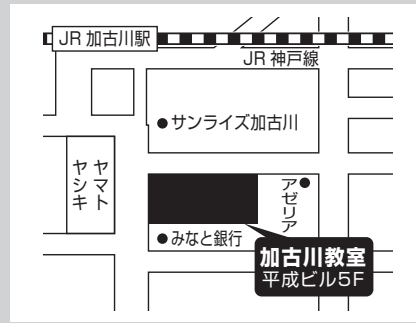 JR 加古川駅
JR 神戸線
サンライズ加古川
ヤマト
ヤシキ
アゼリア
みなと銀行
加古川教室
平成ビル5F